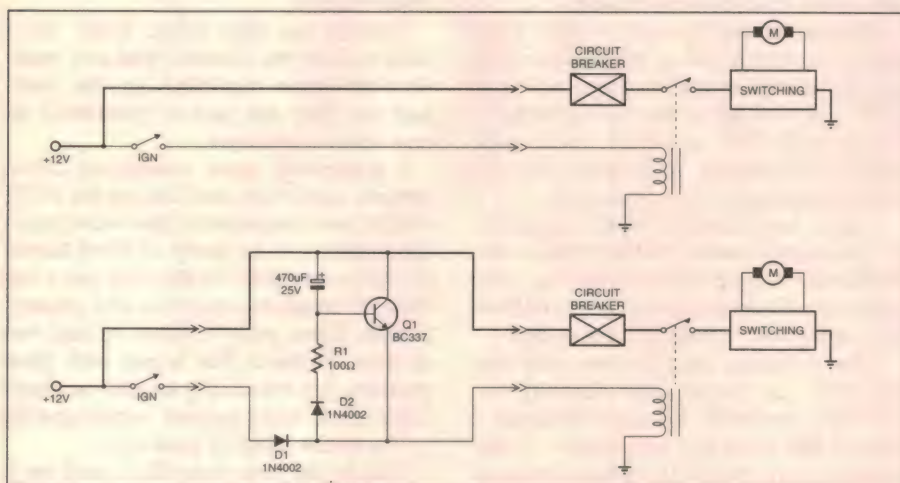 M
CIRCUIT
BREAKER
SWITCHING
+12V
IGN
470uF
25V
+
Q1
BC337
M
CIRCUIT
BREAKER
SWITCHING
R1
100Ω
+12V
IGN
D2
1N4002
D1
1N4002